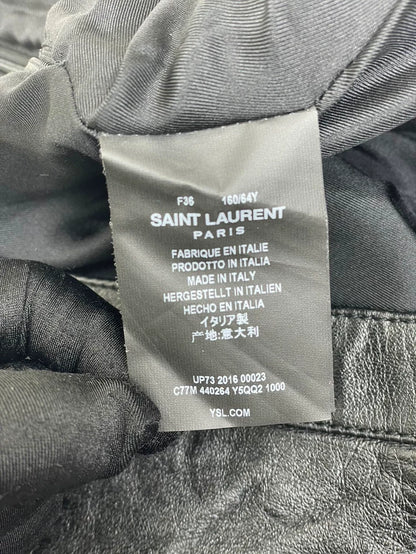 F36 160/64Y
SAINT LAURENT
PARIS
FABRIQUE EN ITALIE
PRODOTTO IN ITALIA
MADE IN ITALY
HERGESTELLT IN ITALIEN
HECHO EN ITALIA
イタリア製
产地:意大利
UP73 2016 00023
C77M 440264 Y5QQ2 1000
YSL.COM